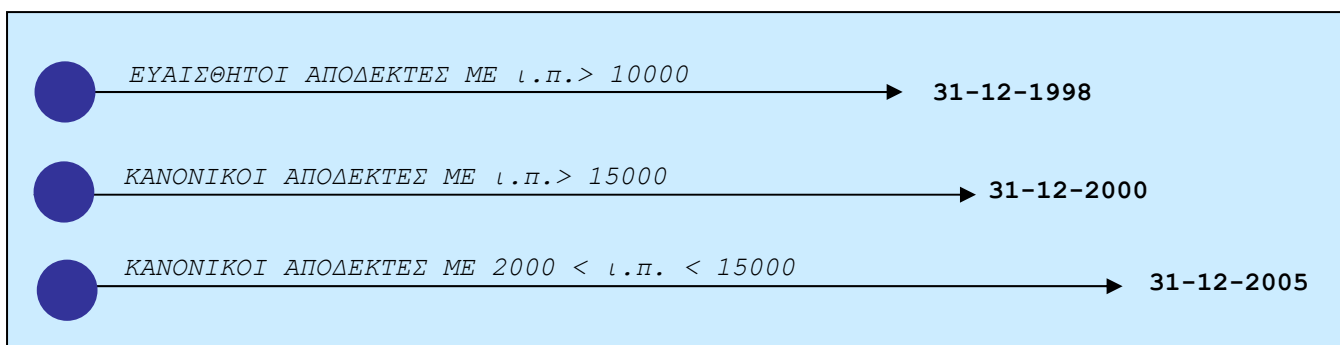 ΕΥΑΙΣΘΗΤΟΙ ΑΠΟΔΕΚΤΕΣ ΜΕ ι.π.> 10000
31-12-1998
ΚΑΝΟΝΙΚΟΙ ΑΠΟΔΕΚΤΕΣ ΜΕ ι.π.> 15000
31-12-2000
ΚΑΝΟΝΙΚΟΙ ΑΠΟΔΕΚΤΕΣ ΜΕ 2000 < ι.π. < 15000
31-12-2005